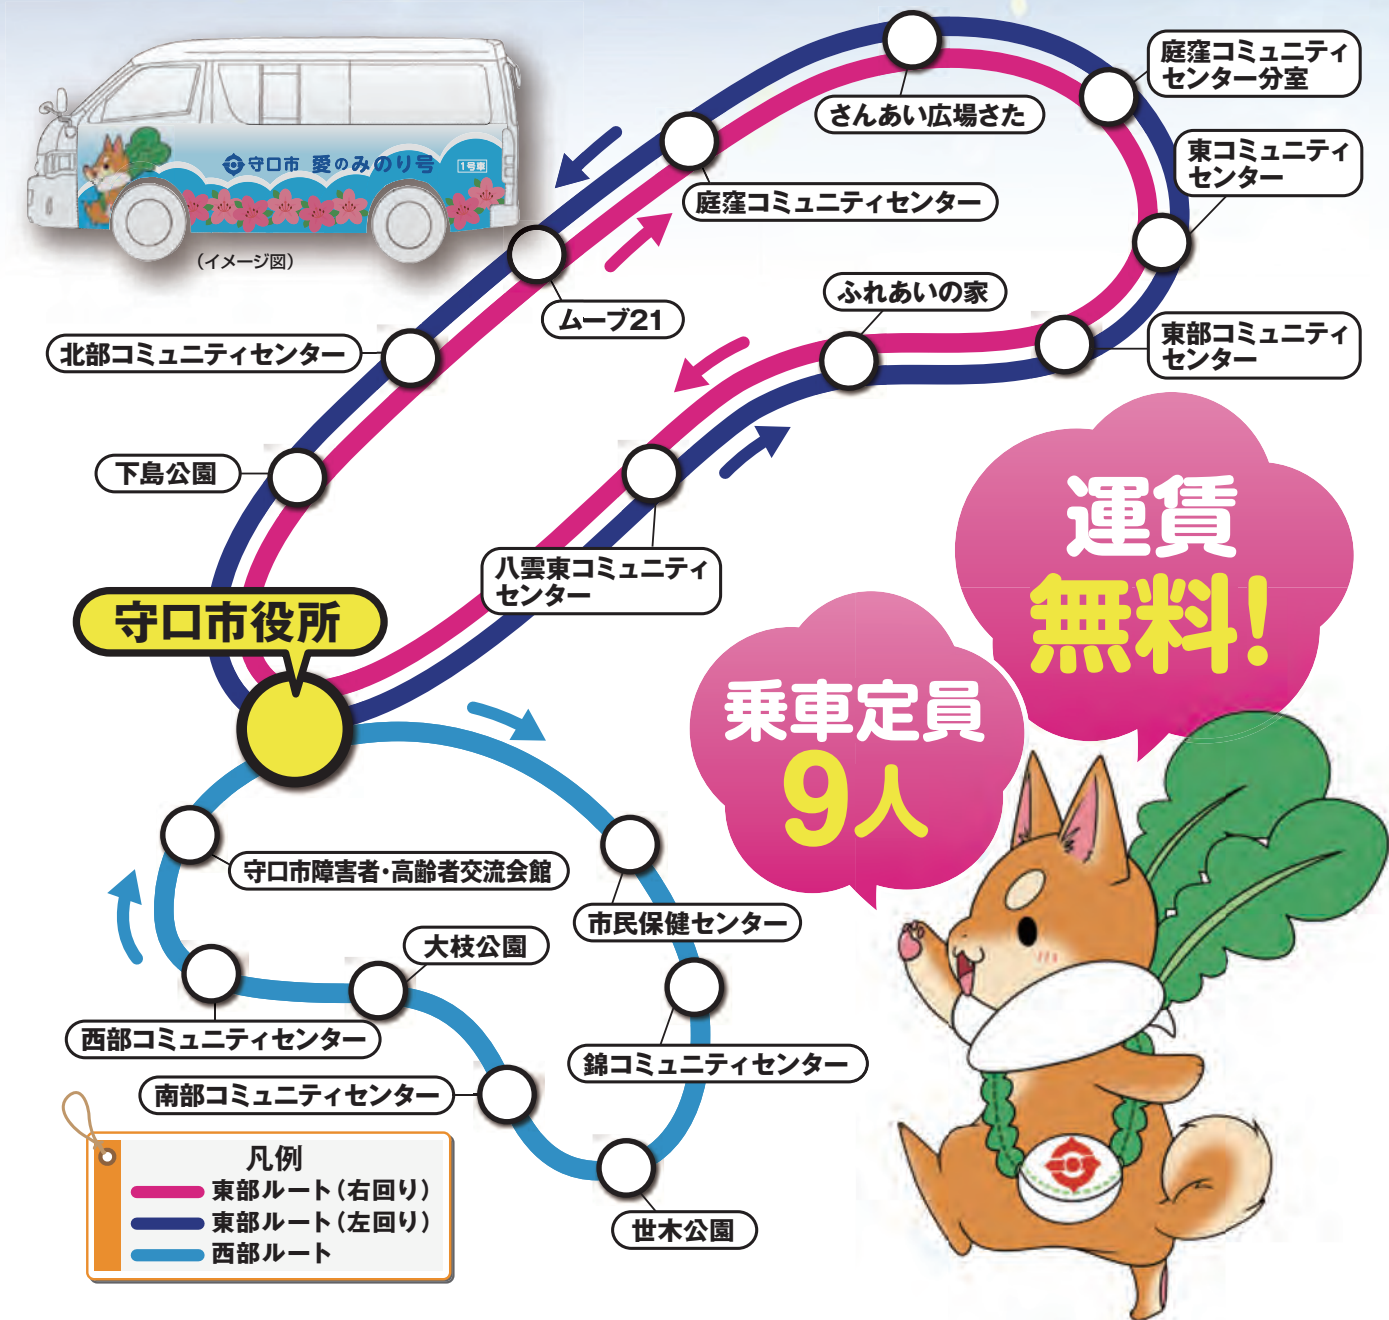 守口市 愛のみのり号
1号車
(イメージ図)
さんあい広場さた
庭窪コミュニティ
センター分室
東コミュニティ
センター
庭窪コミュニティセンター
ムーブ21
ふれあいの家
北部コミュニティセンター
東部コミュニティ
センター
下島公園
八雲東コミュニティ
センター
運賃
無料!
守口市役所
乗車定員
9人
守口市障害者・高齢者交流会館
市民保健センター
大枝公園
西部コミュニティセンター
錦コミュニティセンター
南部コミュニティセンター
世木公園
凡例
東部ルート(右回り)
東部ルート(左回り)
西部ルート